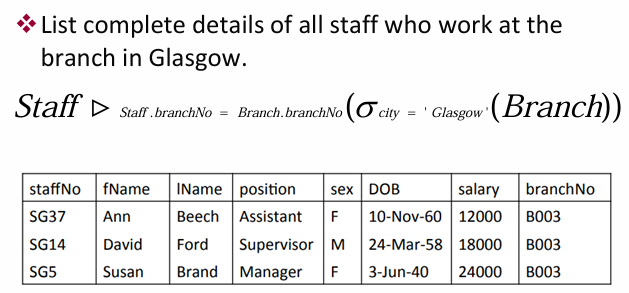 ❖List complete details of all staff who work at the
branch in Glasgow.
Staff ▷ Staff.branchNo = Branch.branchNo (σ city = 'Glasgow' (Branch))
staffNo fName lName position sex DOB salary branchNo
SG37 Ann Beech Assistant F 10-Nov-60 12000 B003
SG14 David Ford Supervisor M 24-Mar-58 18000 B003
SG5 Susan Brand Manager F 3-Jun-40 24000 B003